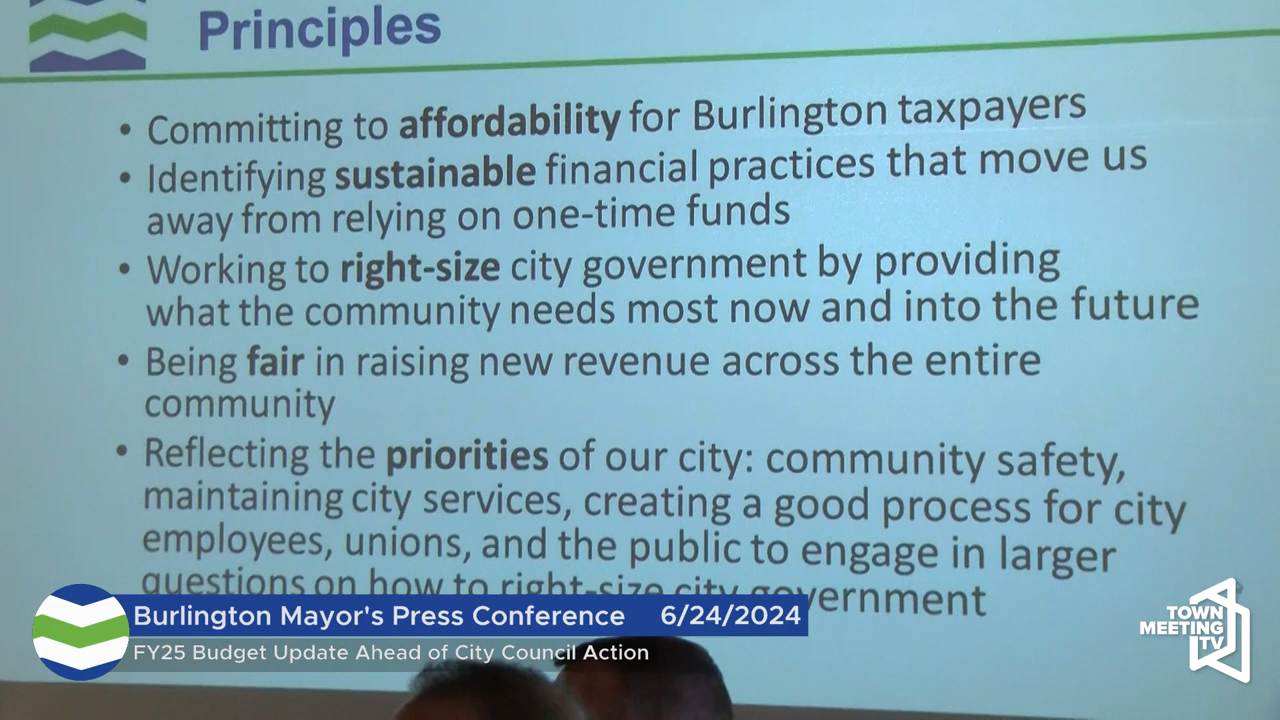 Principles
• Committing to affordability for Burlington taxpayers
• Identifying sustainable financial practices that move us
away from relying on one-time funds
• Working to right-size city government by providing
what the community needs most now and into the future
• Being fair in raising new revenue across the entire
community
• Reflecting the priorities of our city: community safety,
maintaining city services, creating a good process for city
employees, unions, and the public to engage in larger
questions on how to right-size city government
Burlington Mayor's Press Conference 6/24/2024
FY25 Budget Update Ahead of City Council Action
TOWN
MEETING
TV